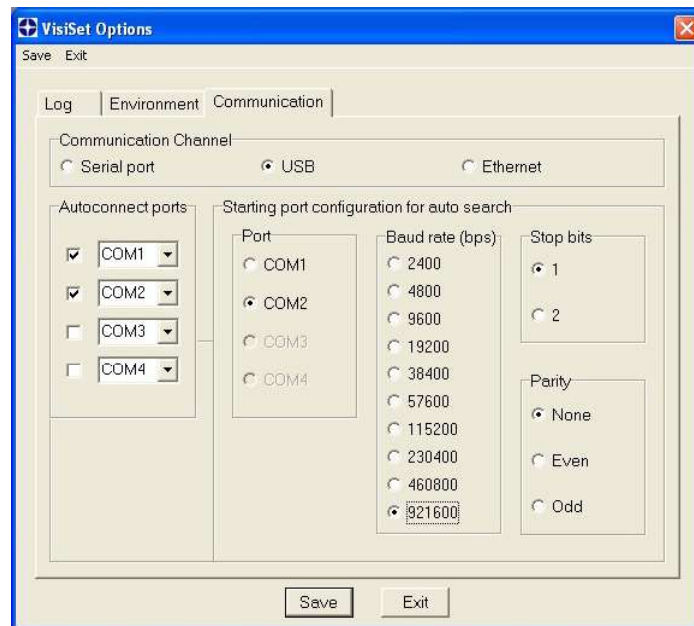 VisiSet Options
Save Exit
Log Environment Communication
Communication Channel
Serial port USB Ethernet
Autoconnect ports
COM1
COM2
COM3
COM4
Starting port configuration for auto search
Port
COM1
COM2
COM3
COM4
Baud rate (bps)
2400
4800
9600
19200
38400
57600
115200
230400
460800
921600
Stop bits
1
2
Parity
None
Even
Odd
Save Exit